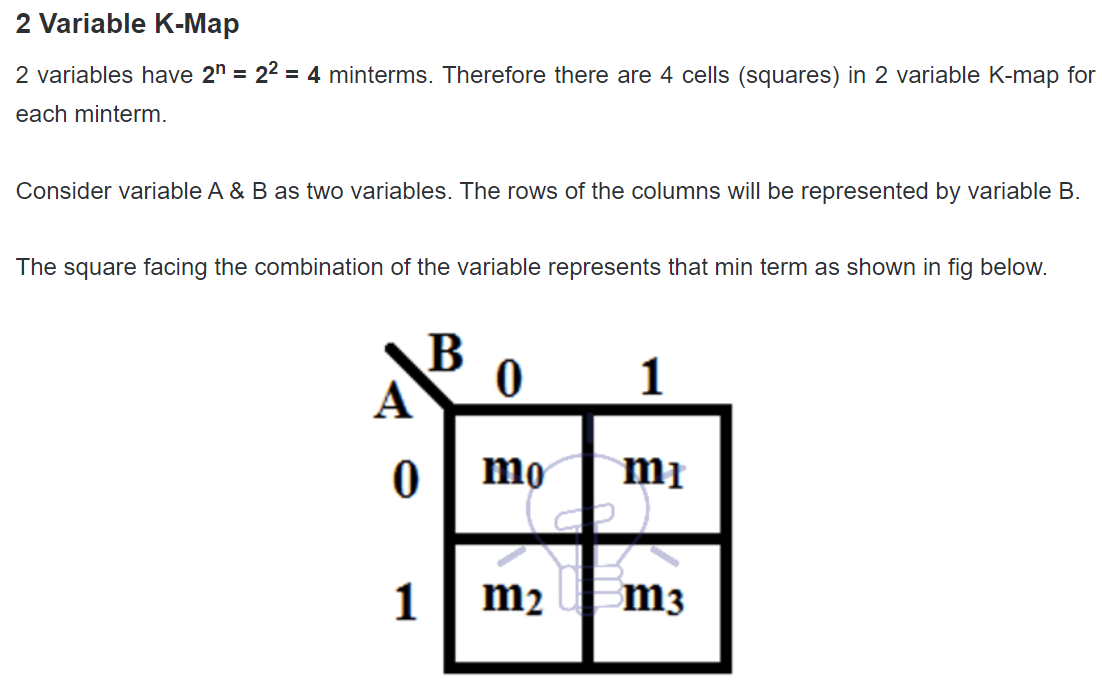 2 Variable K-Map
2 variables have 2ⁿ = 2² = 4 minterms. Therefore there are 4 cells (squares) in 2 variable K-map for
each minterm.
Consider variable A & B as two variables. The rows of the columns will be represented by variable B.
The square facing the combination of the variable represents that min term as shown in fig below.
B
0 1
A
0 m₀ m₁
1 m₂ m₃